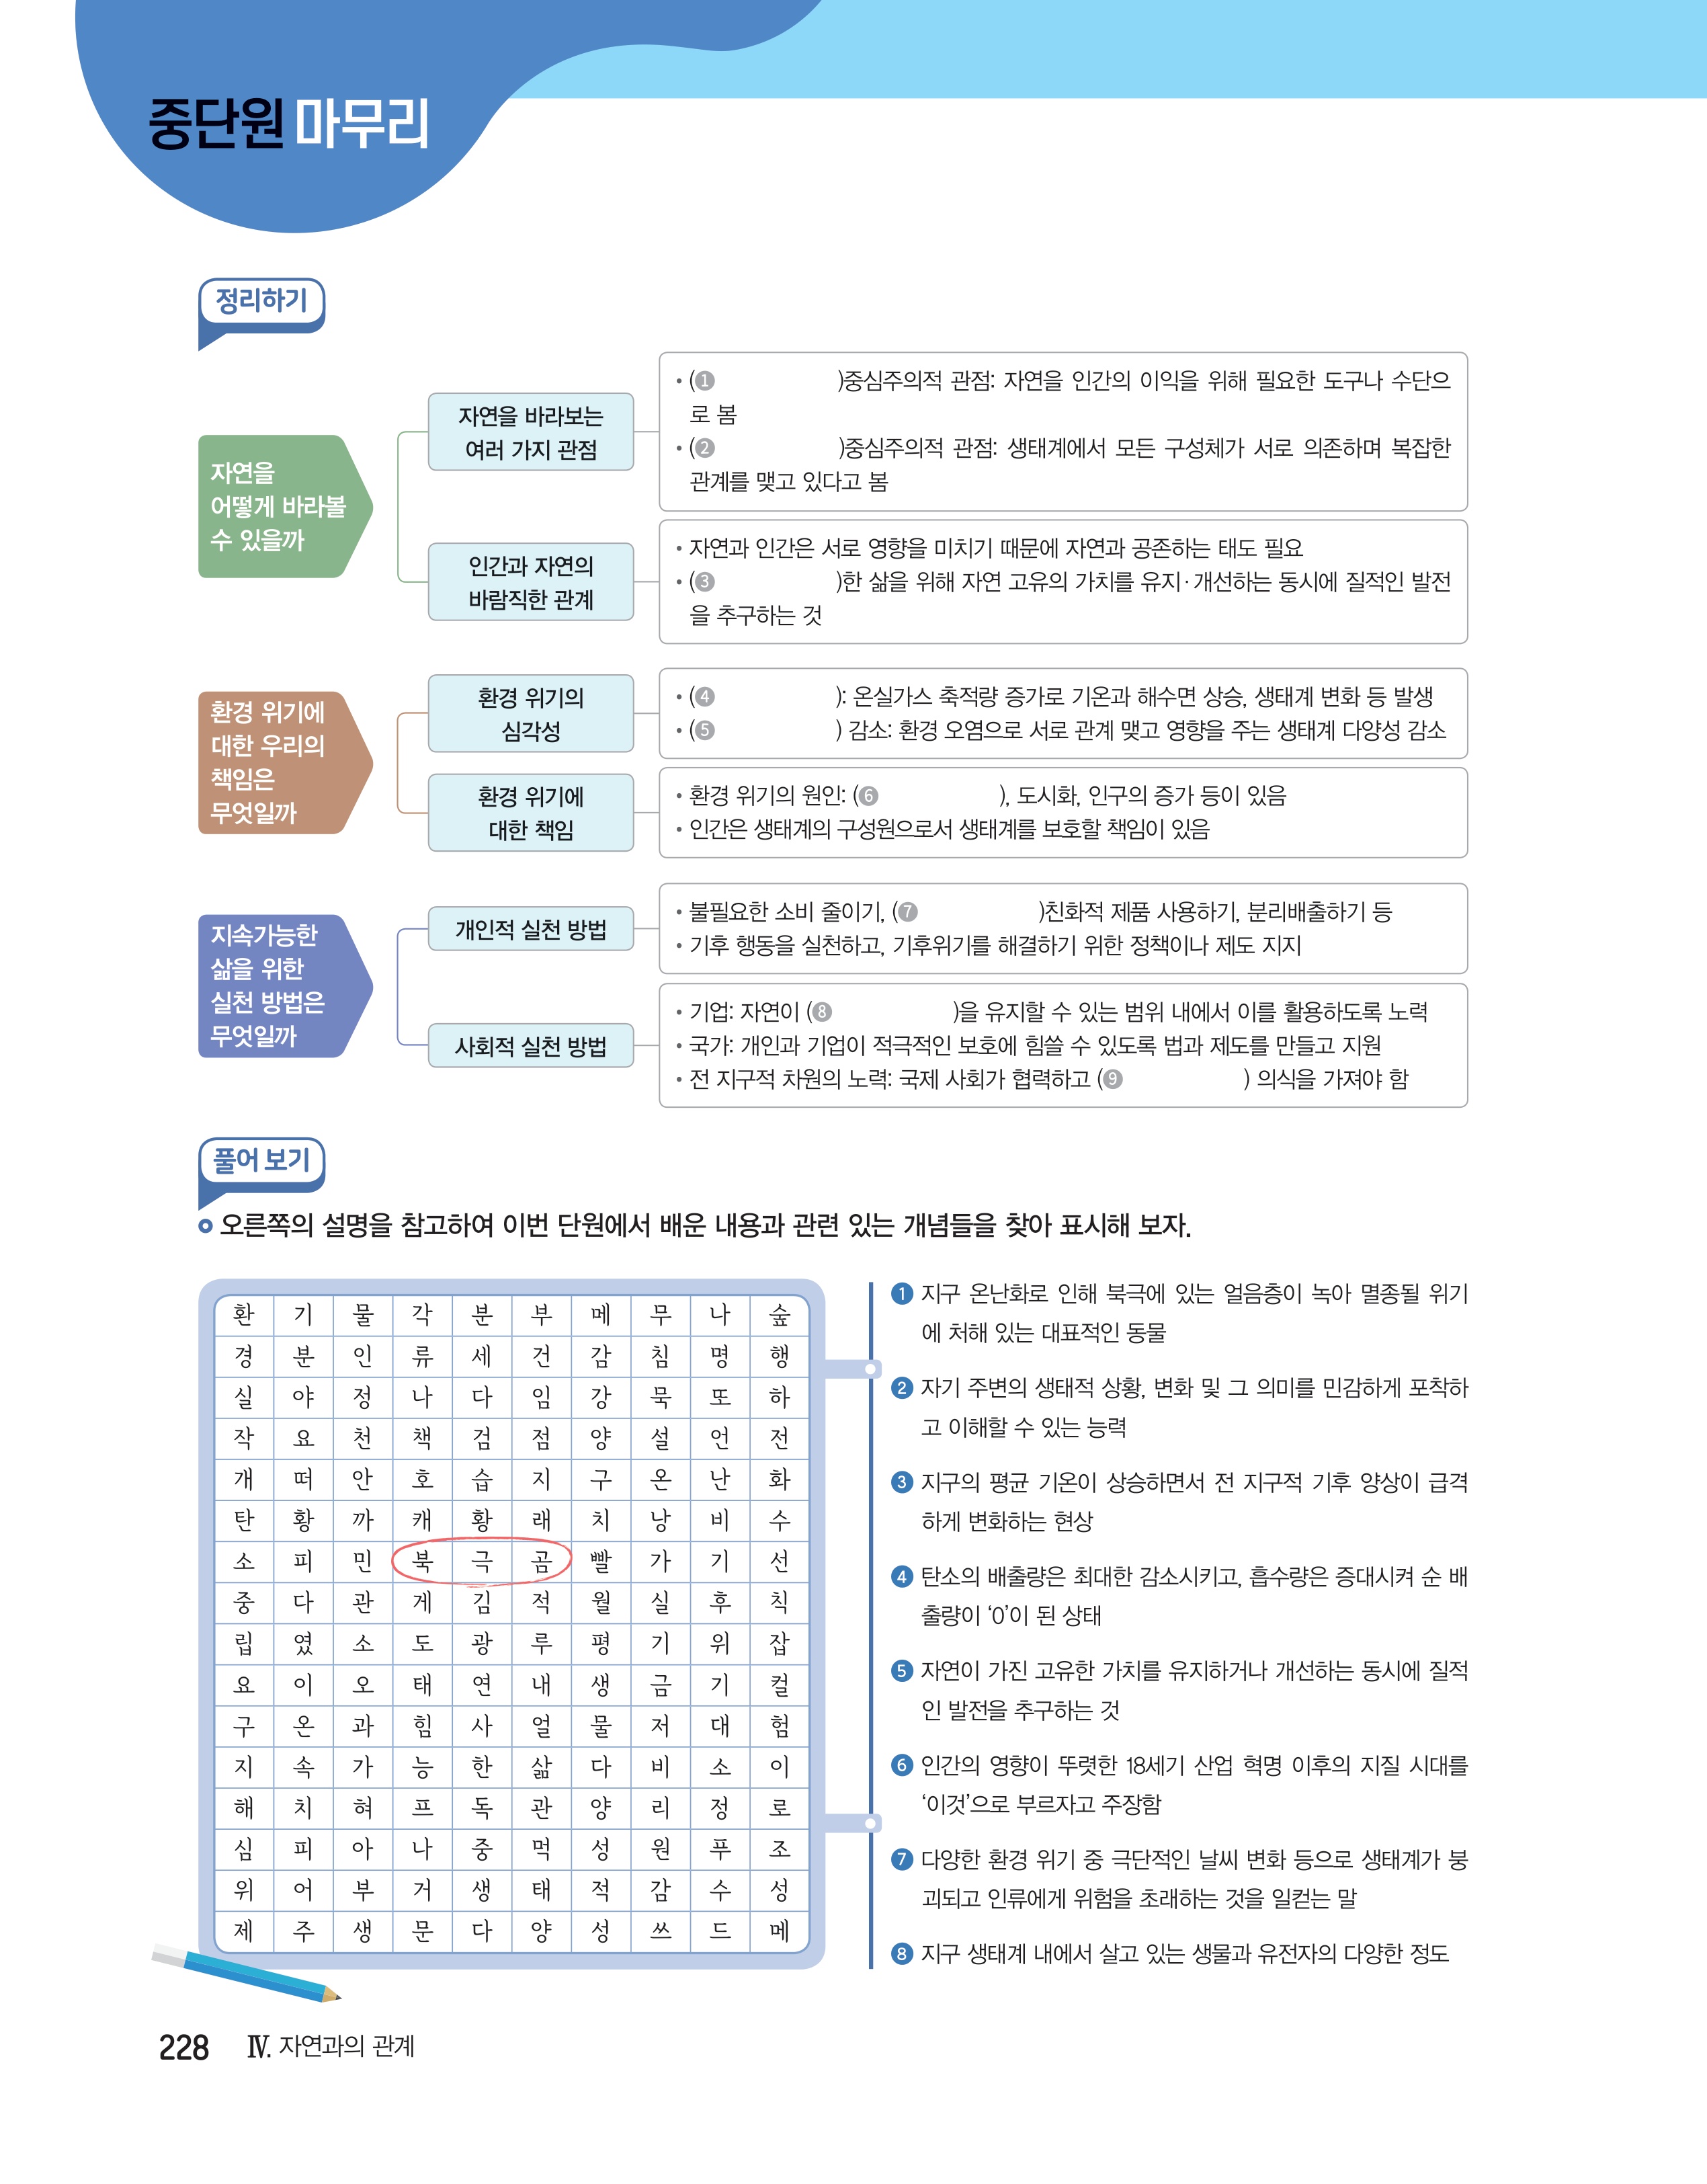 중단원 마무리
정리하기
자연을
어떻게 바라볼
수 있을까
자연을 바라보는
여러 가지 관점
• (1 )중심주의적 관점: 자연을 인간의 이익을 위해 필요한 도구나 수단으
로 봄
• (2 )중심주의적 관점: 생태계에서 모든 구성체가 서로 의존하며 복잡한
관계를 맺고 있다고 봄
인간과 자연의
바람직한 관계
• 자연과 인간은 서로 영향을 미치기 때문에 자연과 공존하는 태도 필요
• (3 )한 삶을 위해 자연 고유의 가치를 유지·개선하는 동시에 질적인 발전
을 추구하는 것
환경 위기에
대한 우리의
책임은
무엇일까
환경 위기의
심각성
• (4 ): 온실가스 축적량 증가로 기온과 해수면 상승, 생태계 변화 등 발생
• (5 ) 감소: 환경 오염으로 서로 관계 맺고 영향을 주는 생태계 다양성 감소
환경 위기에
대한 책임
• 환경 위기의 원인: (6 ), 도시화, 인구의 증가 등이 있음
• 인간은 생태계의 구성원으로서 생태계를 보호할 책임이 있음
지속가능한
삶을 위한
실천 방법은
무엇일까
개인적 실천 방법
• 불필요한 소비 줄이기, (7 )친화적 제품 사용하기, 분리배출하기 등
• 기후 행동을 실천하고, 기후위기를 해결하기 위한 정책이나 제도 지지
사회적 실천 방법
• 기업: 자연이 (8 )을 유지할 수 있는 범위 내에서 이를 활용하도록 노력
• 국가: 개인과 기업이 적극적인 보호에 힘쓸 수 있도록 법과 제도를 만들고 지원
• 전 지구적 차원의 노력: 국제 사회가 협력하고 (9 ) 의식을 가져야 함
풀어 보기
오른쪽의 설명을 참고하여 이번 단원에서 배운 내용과 관련 있는 개념들을 찾아 표시해 보자.
환 기 물 각 분 부 메 무 나 숲
경 분 인 류 세 건 감 침 명 행
실 야 정 나 다 임 강 묵 또 하
작 요 천 책 검 점 양 설 언 전
개 떠 안 호 습 지 구 온 난 화
탄 황 까 캐 황 래 치 낭 비 수
소 피 민 북 극 곰 빨 가 기 선
중 다 관 게 김 적 월 실 후 칙
립 였 소 도 광 루 평 기 위 잡
요 이 오 태 연 내 생 금 기 컬
구 온 과 힘 사 얼 물 저 대 험
지 속 가 능 한 삶 다 비 소 이
해 치 혀 프 독 관 양 리 정 로
심 피 아 나 중 먹 성 원 푸 조
위 어 부 거 생 태 적 감 수 성
제 주 생 문 다 양 성 쓰 드 메
1 지구 온난화로 인해 북극에 있는 얼음층이 녹아 멸종될 위기
에 처해 있는 대표적인 동물
2 자기 주변의 생태적 상황, 변화 및 그 의미를 민감하게 포착하
고 이해할 수 있는 능력
3 지구의 평균 기온이 상승하면서 전 지구적 기후 양상이 급격
하게 변화하는 현상
4 탄소의 배출량은 최대한 감소시키고, 흡수량은 증대시켜 순 배
출량이 ‘0’이 된 상태
5 자연이 가진 고유한 가치를 유지하거나 개선하는 동시에 질적
인 발전을 추구하는 것
6 인간의 영향이 뚜렷한 18세기 산업 혁명 이후의 지질 시대를
‘이것’으로 부르자고 주장함
7 다양한 환경 위기 중 극단적인 날씨 변화 등으로 생태계가 붕
괴되고 인류에게 위험을 초래하는 것을 일컫는 말
8 지구 생태계 내에서 살고 있는 생물과 유전자의 다양한 정도
228 Ⅳ. 자연과의 관계